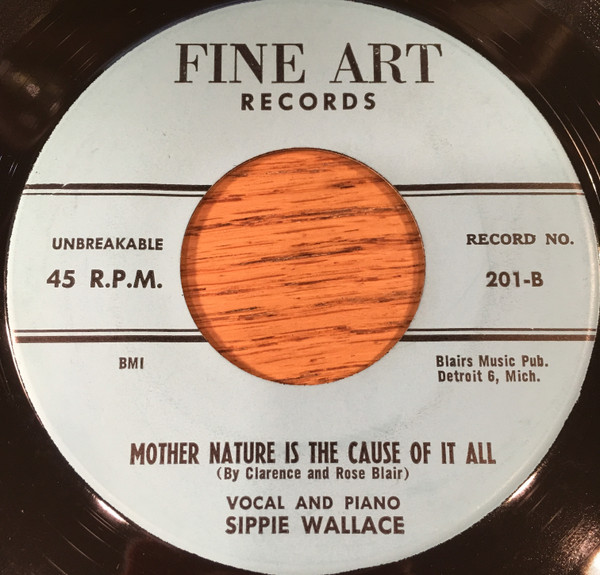 FINE ART
RECORDS
UNBREAKABLE
45 R.P.M.
RECORD NO.
201-B
BMI
Blairs Music Pub.
Detroit 6, Mich.
MOTHER NATURE IS THE CAUSE OF IT ALL
(By Clarence and Rose Blair)
VOCAL AND PIANO
SIPPIE WALLACE